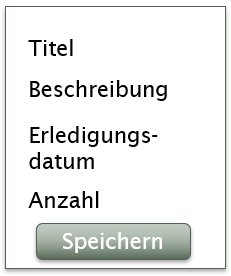 Titel
Beschreibung
Erledigungs-
datum
Anzahl
Speichern